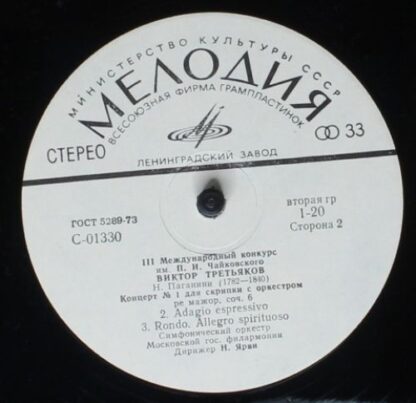 МИНИСТЕРСТВО КУЛЬТУРЫ СССР
МЕЛОДИЯ
ВСЕСОЮЗНАЯ ФИРМА ГРАМПЛАСТИНОК
СТЕРЕО
33
ЛЕНИНГРАДСКИЙ ЗАВОД
ГОСТ 5289-73
С-01330
вторая гр
1-20
Сторона 2
III Международный конкурс
им. П. И. Чайковского
ВИКТОР ТРЕТЬЯКОВ
Н. Паганини (1782—1840)
Концерт № 1 для скрипки с оркестром
ре мажор, соч. 6
2. Adagio espressivo
3. Rondo. Allegro spirituoso
Симфонический оркестр
Московской гос. филармонии
Дирижер Н. Ярви